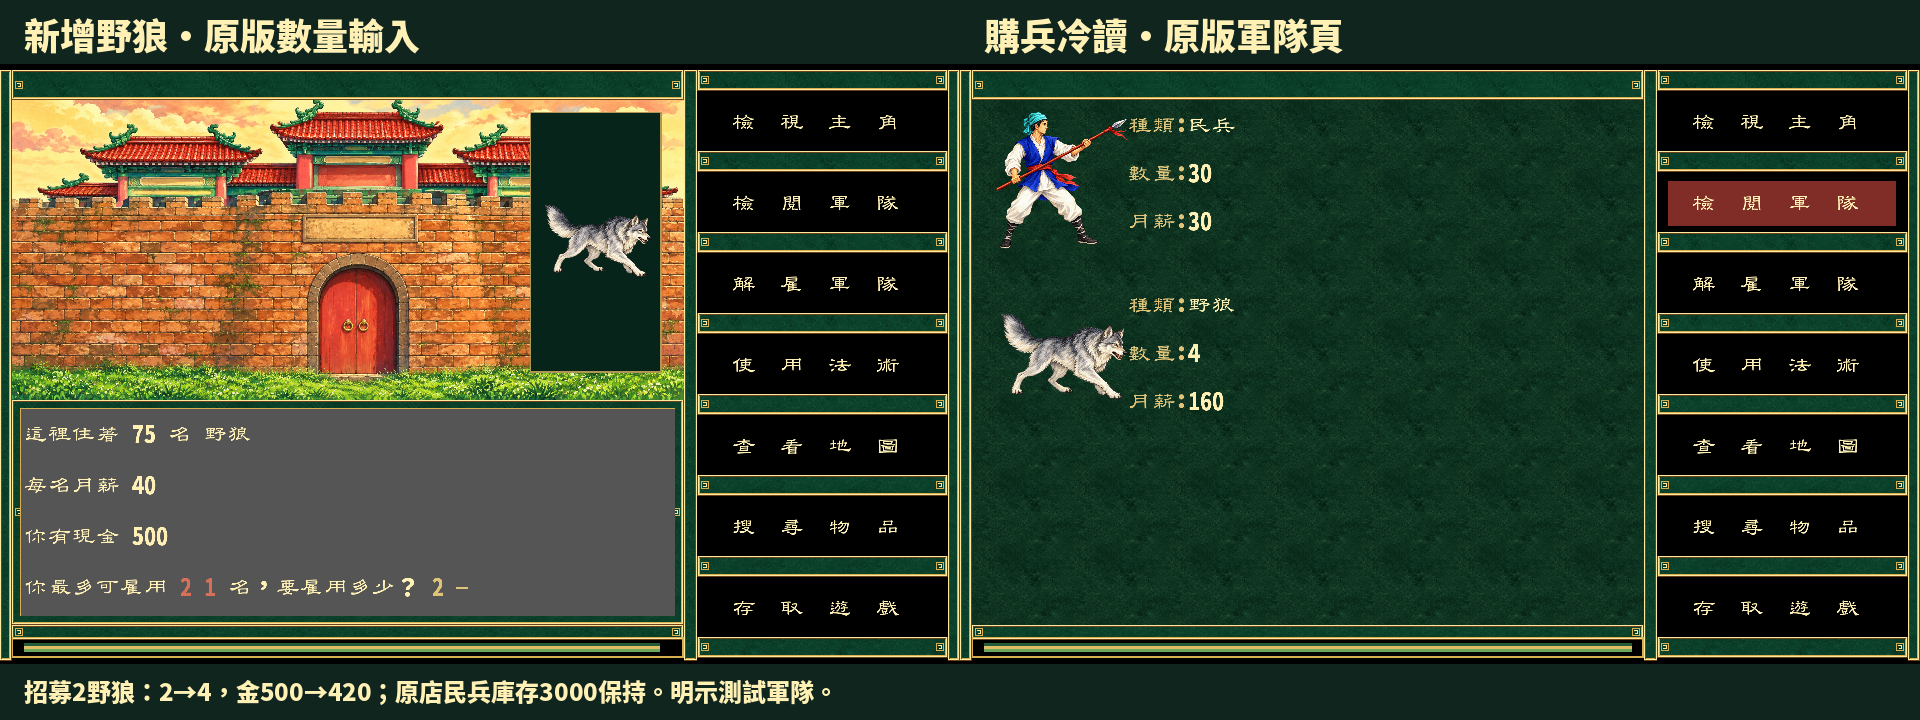 新增野狼・原版數量輸入
購兵冷讀・原版軍隊頁
檢視主角
檢閱軍隊
解雇軍隊
使用法術
查看地圖
搜尋物品
存取遊戲
這裡住著 75 名 野狼
每名月薪 40
你有現金 500
你最多可雇用 21 名，要雇用多少？ 2 –
種類：民兵
數量：30
月薪：30
種類：野狼
數量：4
月薪：160
檢視主角
檢閱軍隊
解雇軍隊
使用法術
查看地圖
搜尋物品
存取遊戲
招募2野狼：2→4，金500→420；原店民兵庫存3000保持。明示測試軍隊。